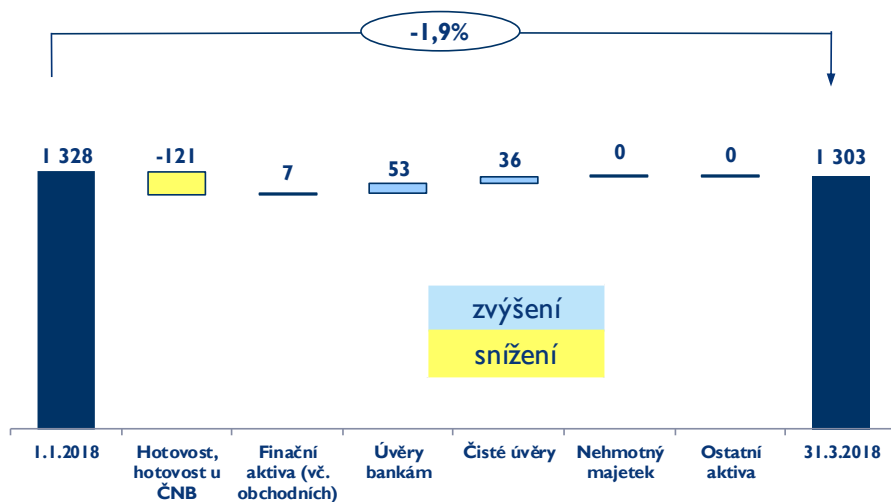 -1,9%
1 328
-121
7
53
36
0
0
1 303
zvýšení
snížení
1.1.2018
Hotovost,
hotovost u
ČNB
Finační
aktiva (vč.
obchodních)
Úvěry
bankám
Čisté úvěry
Nehmotný
majetek
Ostatní
aktiva
31.3.2018